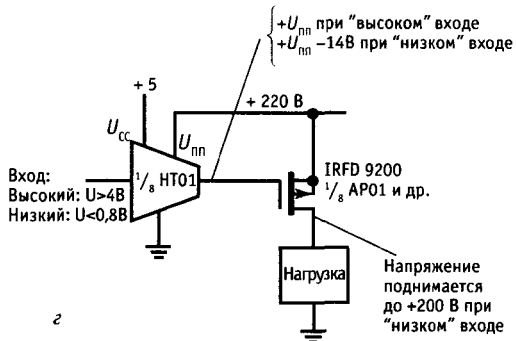 +Uпп при "высоком" входе
+Uпп −14В при "низком" входе
+ 5
+ 220 В
UCC
Uпп
Вход:
Высокий: U>4В
Низкий: U<0,8В
1/8 HT01
IRFD 9200
1/8 AP01 и др.
Нагрузка
Напряжение
поднимается
до +200 В при
"низком" входе
г